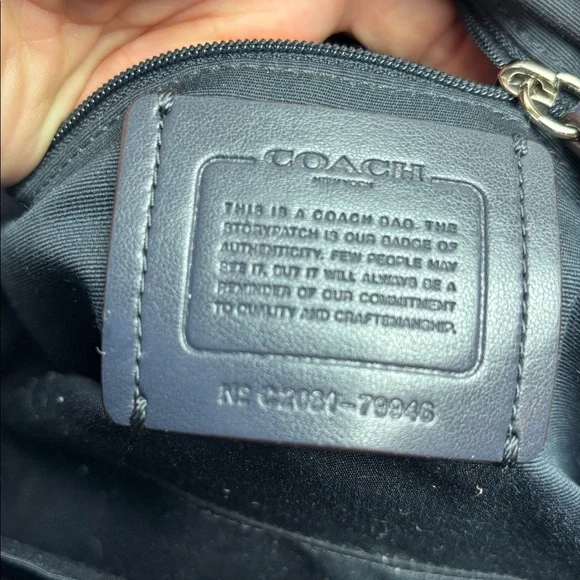 COACH
NEW YORK
THIS IS A COACH BAG. THE
STORYPATCH IS OUR BADGE OF
AUTHENTICITY. FEW PEOPLE MAY
SEE IT, BUT IT WILL ALWAYS BE A
REMINDER OF OUR COMMITMENT
TO QUALITY AND CRAFTSMANSHIP.
Nº C2081-79946